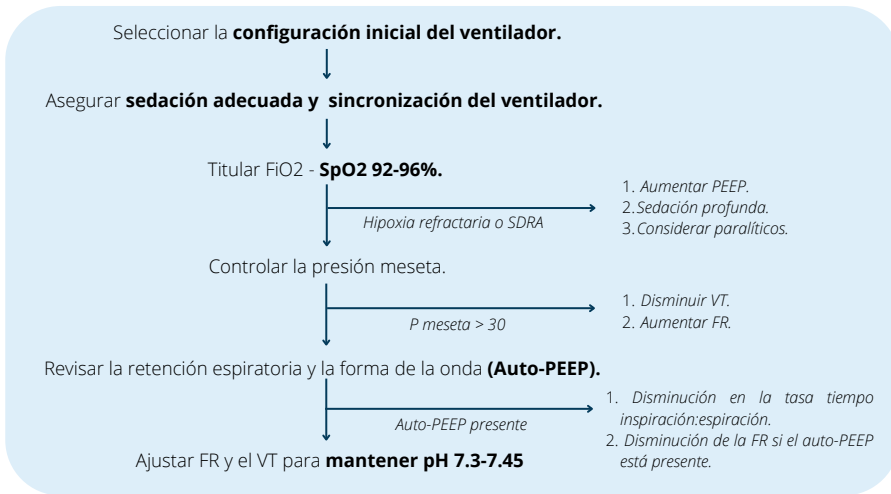 Seleccionar la configuración inicial del ventilador.
Asegurar sedación adecuada y sincronización del ventilador.
Titular FiO2 - SpO2 92-96%.
Hipoxia refractaria o SDRA
1. Aumentar PEEP.
2.Sedación profunda.
3.Considerar paralíticos.
Controlar la presión meseta.
P meseta > 30
1. Disminuir VT.
2. Aumentar FR.
Revisar la retención espiratoria y la forma de la onda (Auto-PEEP).
Auto-PEEP presente
1. Disminución en la tasa tiempo
inspiración:espiración.
2. Disminución de la FR si el auto-PEEP
está presente.
Ajustar FR y el VT para mantener pH 7.3-7.45